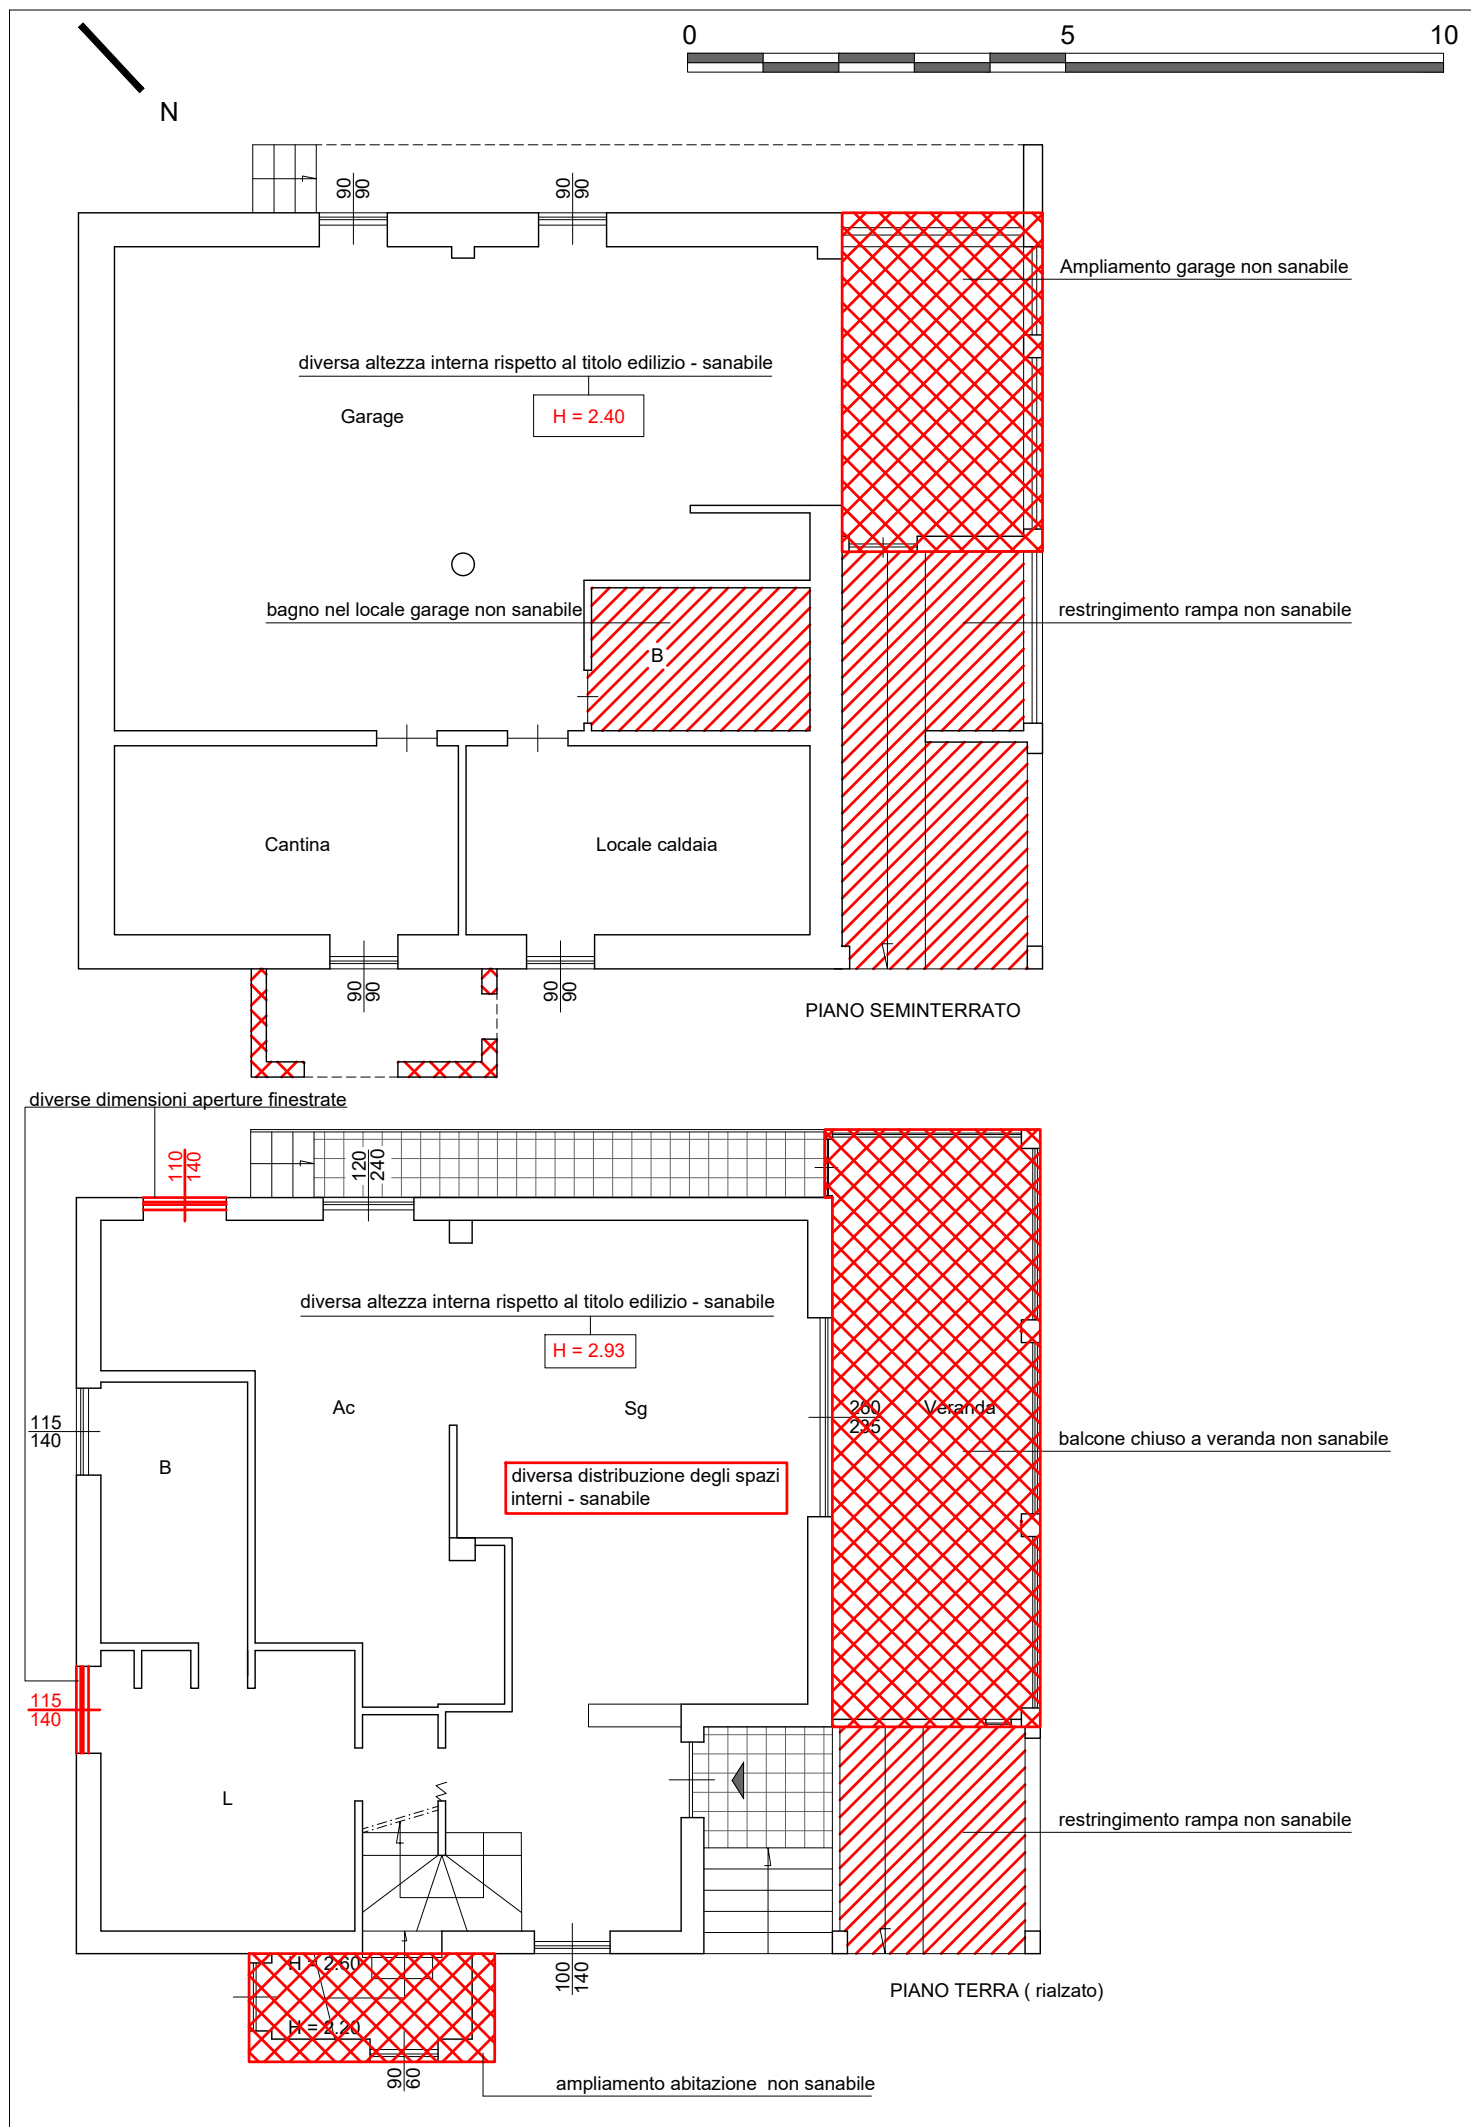 0 5 10
N
90
90
90
90
Ampliamento garage non sanabile
diversa altezza interna rispetto al titolo edilizio - sanabile
Garage
H = 2.40
bagno nel locale garage non sanabile
restringimento rampa non sanabile
B
Cantina
Locale caldaia
90
90
90
90
PIANO SEMINTERRATO
diverse dimensioni aperture finestrate
110
140
120
240
diversa altezza interna rispetto al titolo edilizio - sanabile
H = 2.93
Ac
Sg
260
235
Veranda
115
140
B
balcone chiuso a veranda non sanabile
diversa distribuzione degli spazi
interni - sanabile
115
140
L
restringimento rampa non sanabile
H = 2.60
100
140
PIANO TERRA ( rialzato)
H = 2.20
90
60
ampliamento abitazione non sanabile